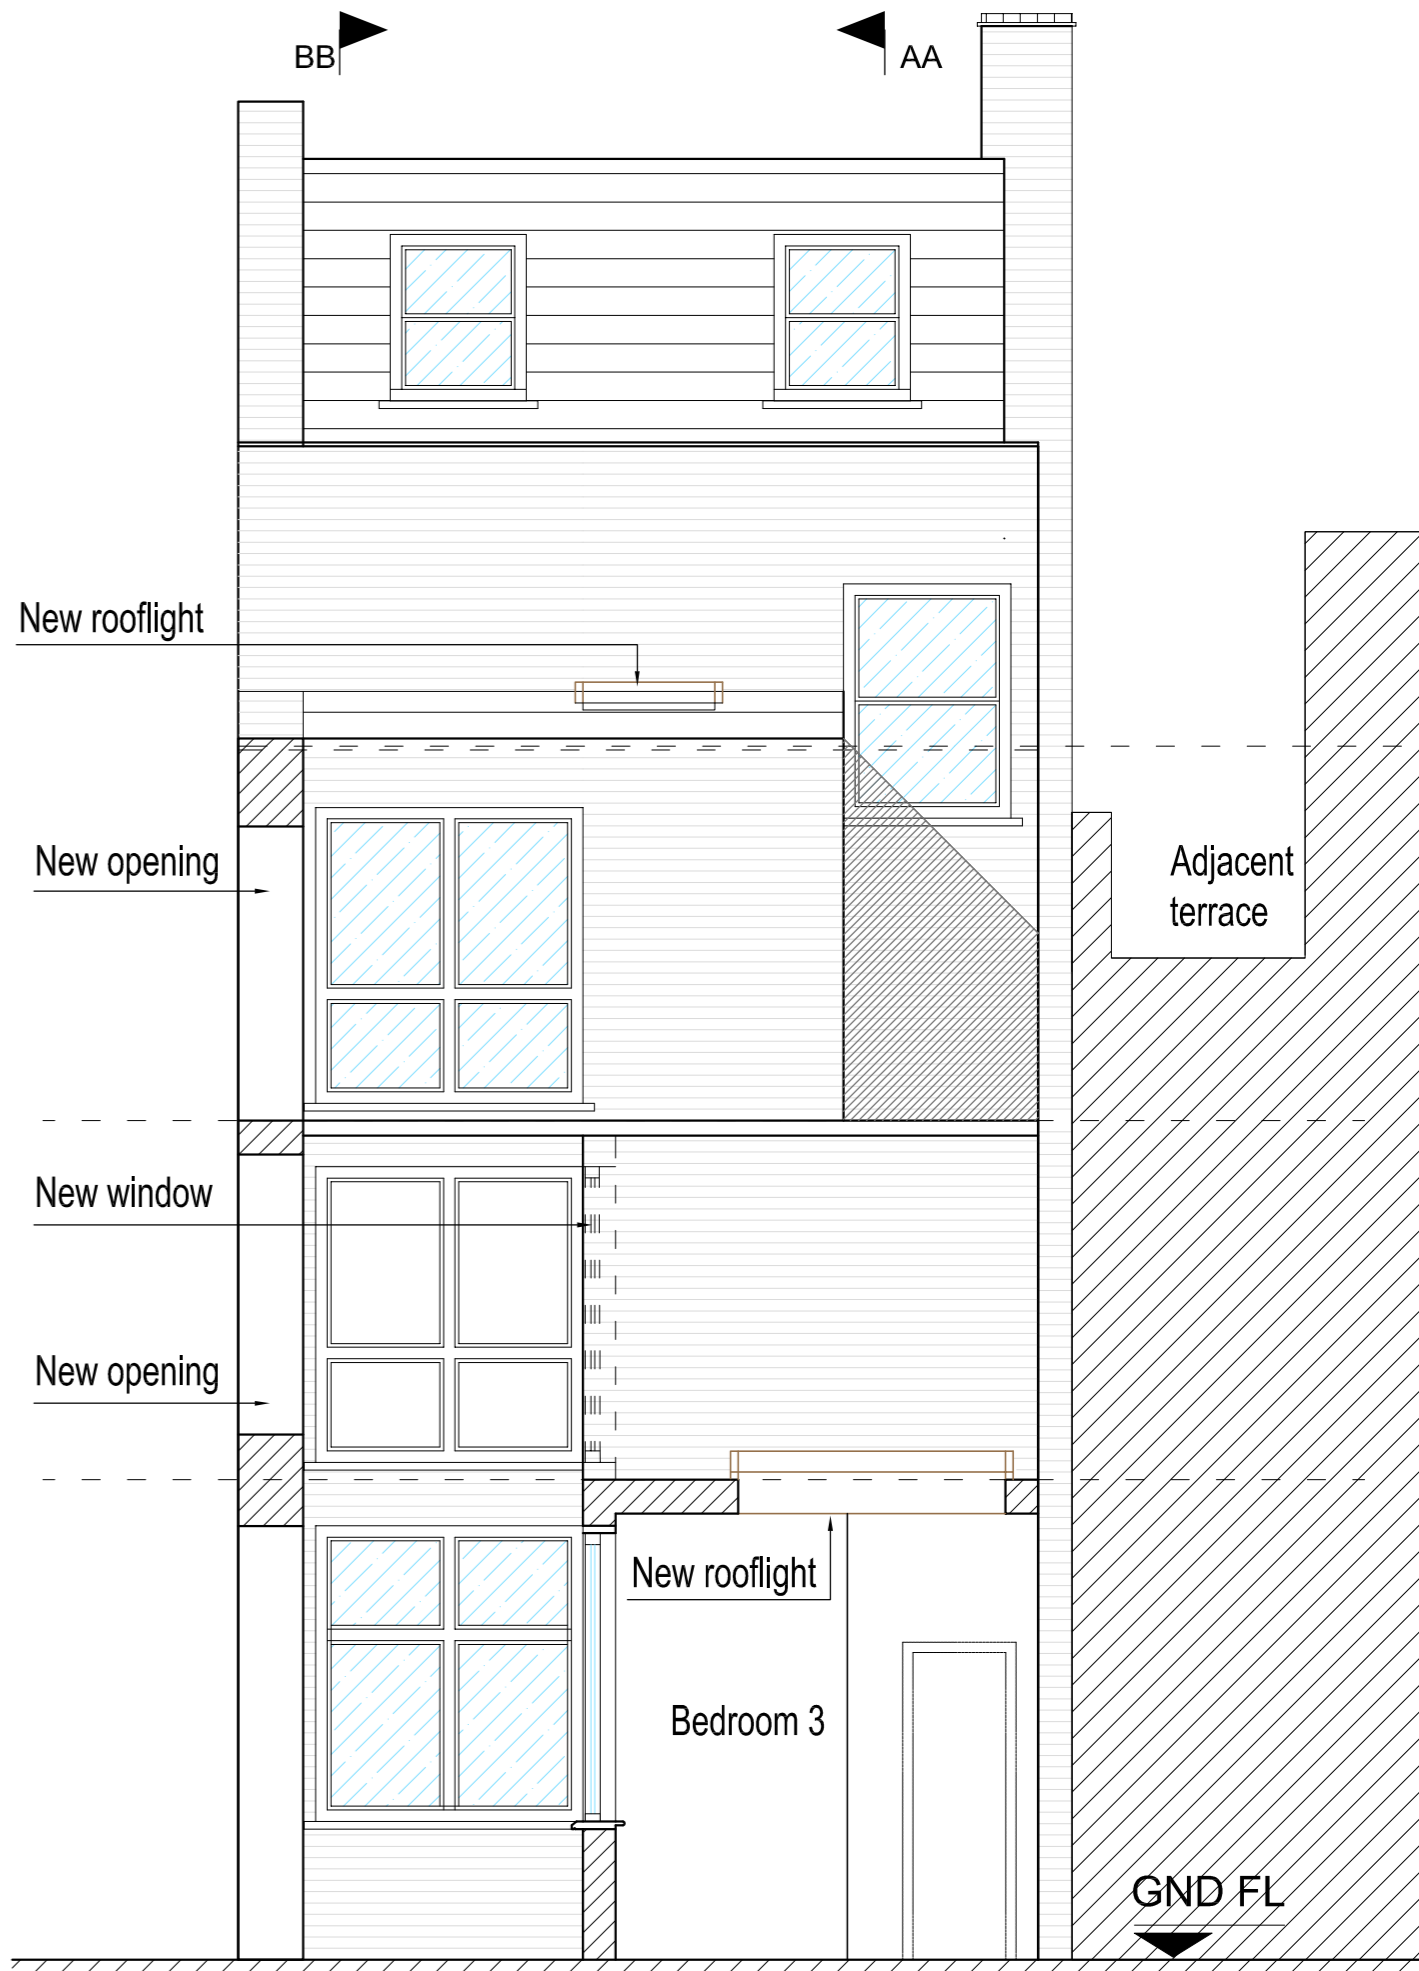 BB
AA
New rooflight
New opening
Adjacent
terrace
New window
New opening
New rooflight
Bedroom 3
GND FL